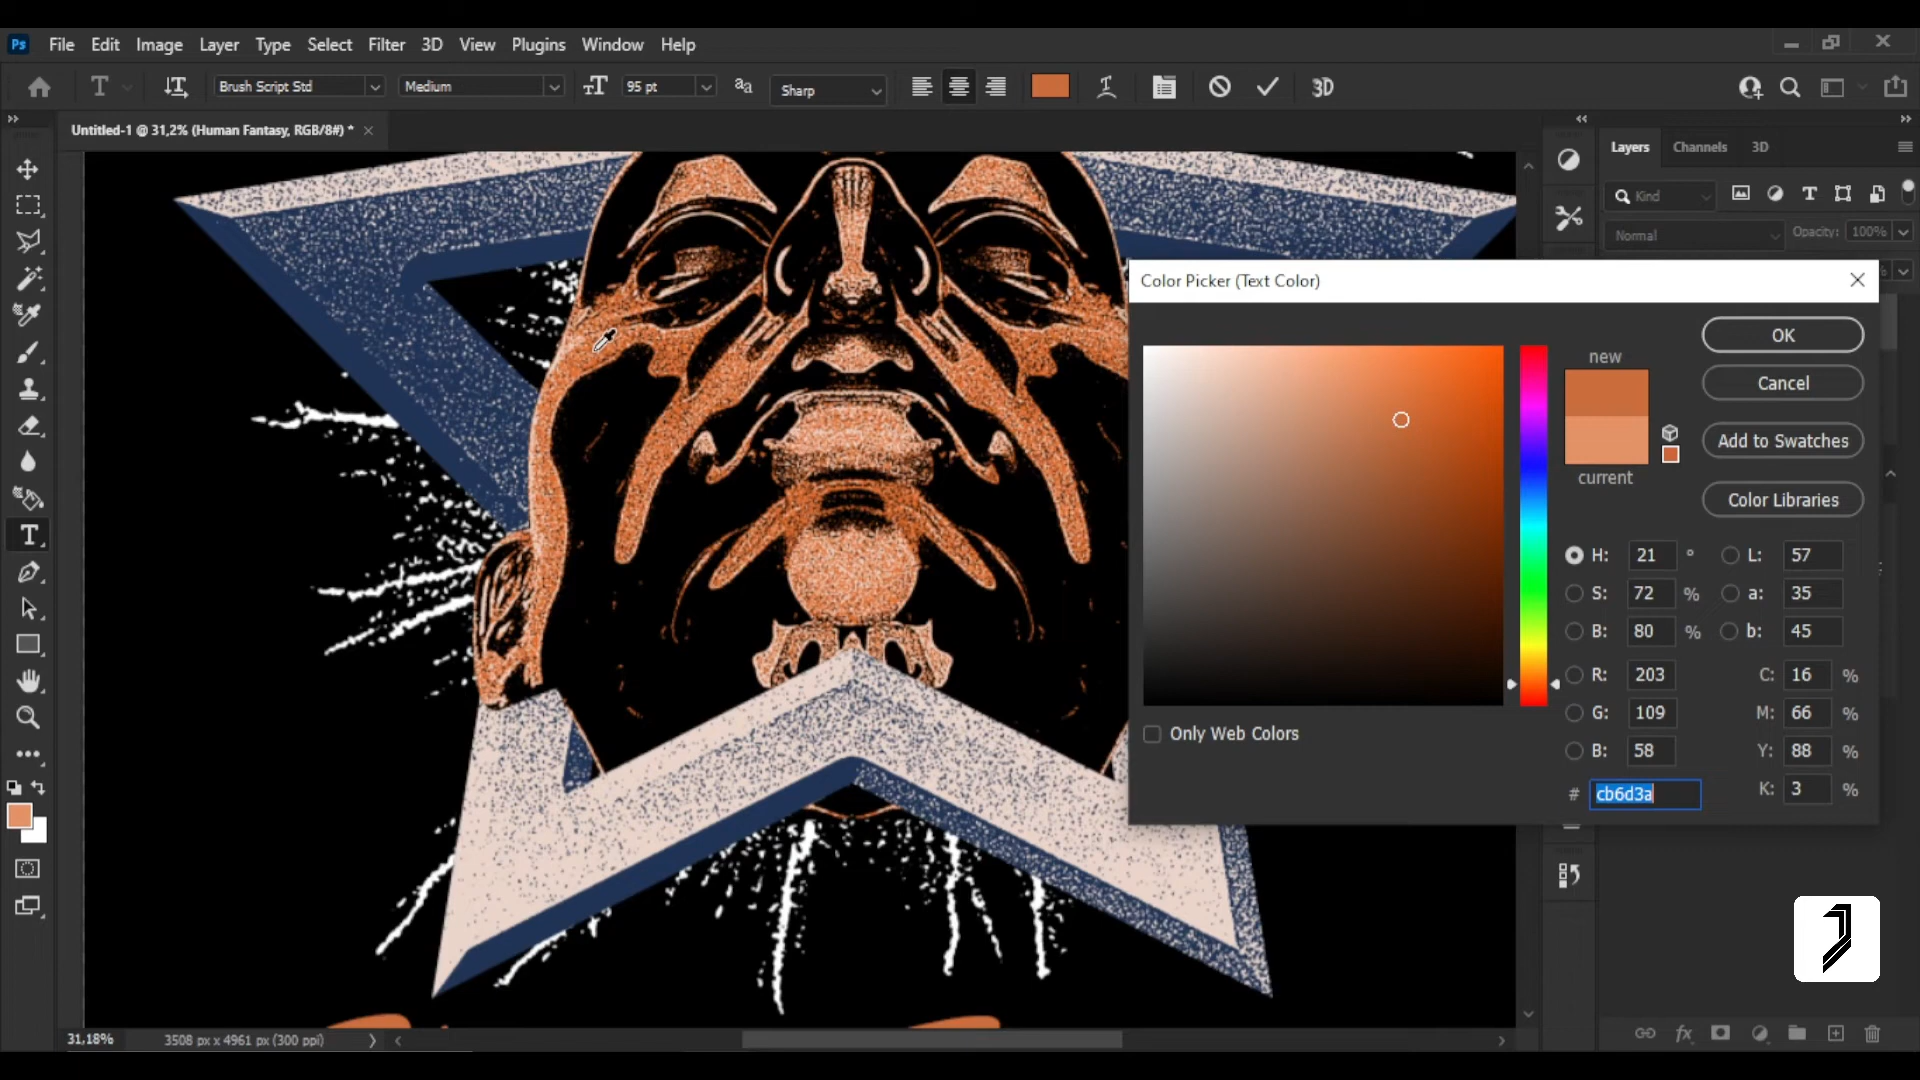 Ps File Edit Image Layer Type Select Filter 3D View Plugins Window Help
T Brush Script Std Medium 95 pt Sharp 3D
Untitled-1 @ 31,2% (Human Fantasy, RGB/8#) *
Layers Channels 3D
Kind
Normal Opacity: 100%
%
Color Picker (Text Color)
OK
new
Cancel
Add to Swatches
current
Color Libraries
H: 21 ° L: 57
S: 72 % a: 35
B: 80 % b: 45
R: 203 C: 16 %
G: 109 M: 66 %
Only Web Colors
B: 58 Y: 88 %
# cb6d3a K: 3 %
31,18% 3508 px x 4961 px (300 ppi)
fx